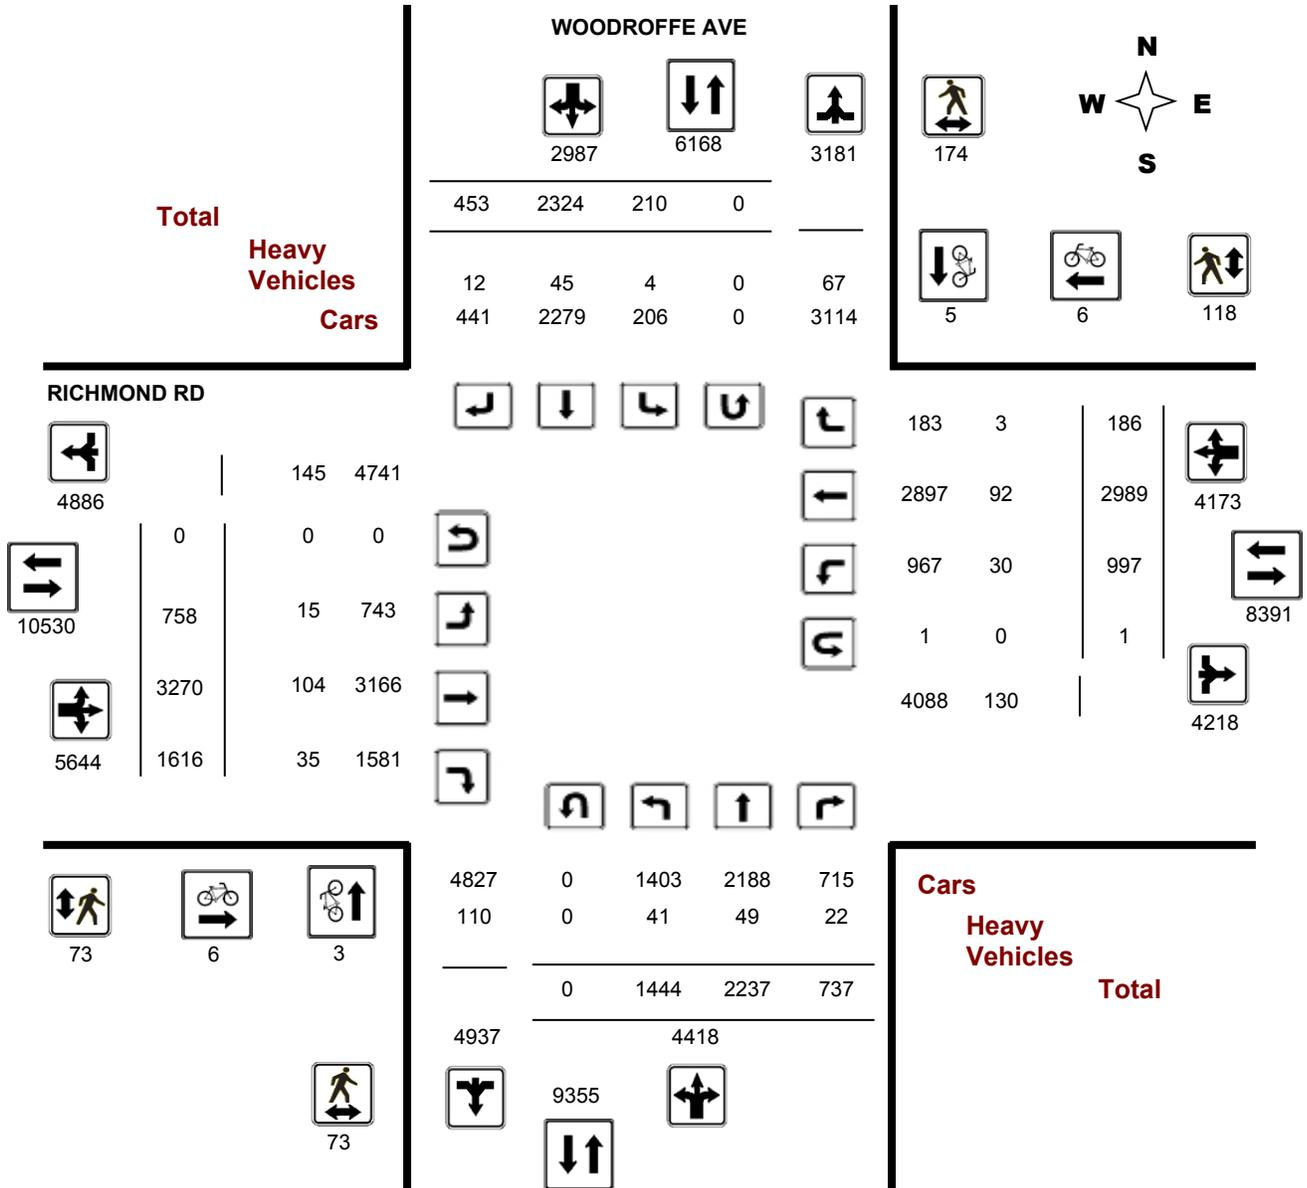 WOODROFFE AVE
N
W E
S
2987 6168 3181 174
453 2324 210 0
Total
Heavy
Vehicles
12 45 4 0 67
Cars
441 2279 206 0 3114
5 6 118
RICHMOND RD
183 3 186
145 4741
4886
2897 92 2989
4173
0 0 0
967 30 997
758 15 743
10530
8391
1 0 1
3270 104 3166
4088 130
4218
5644 1616 35 1581
4827 0 1403 2188 715
Cars
110 0 41 49 22
Heavy
Vehicles
73 6 3
0 1444 2237 737
Total
4937 4418
9355
73